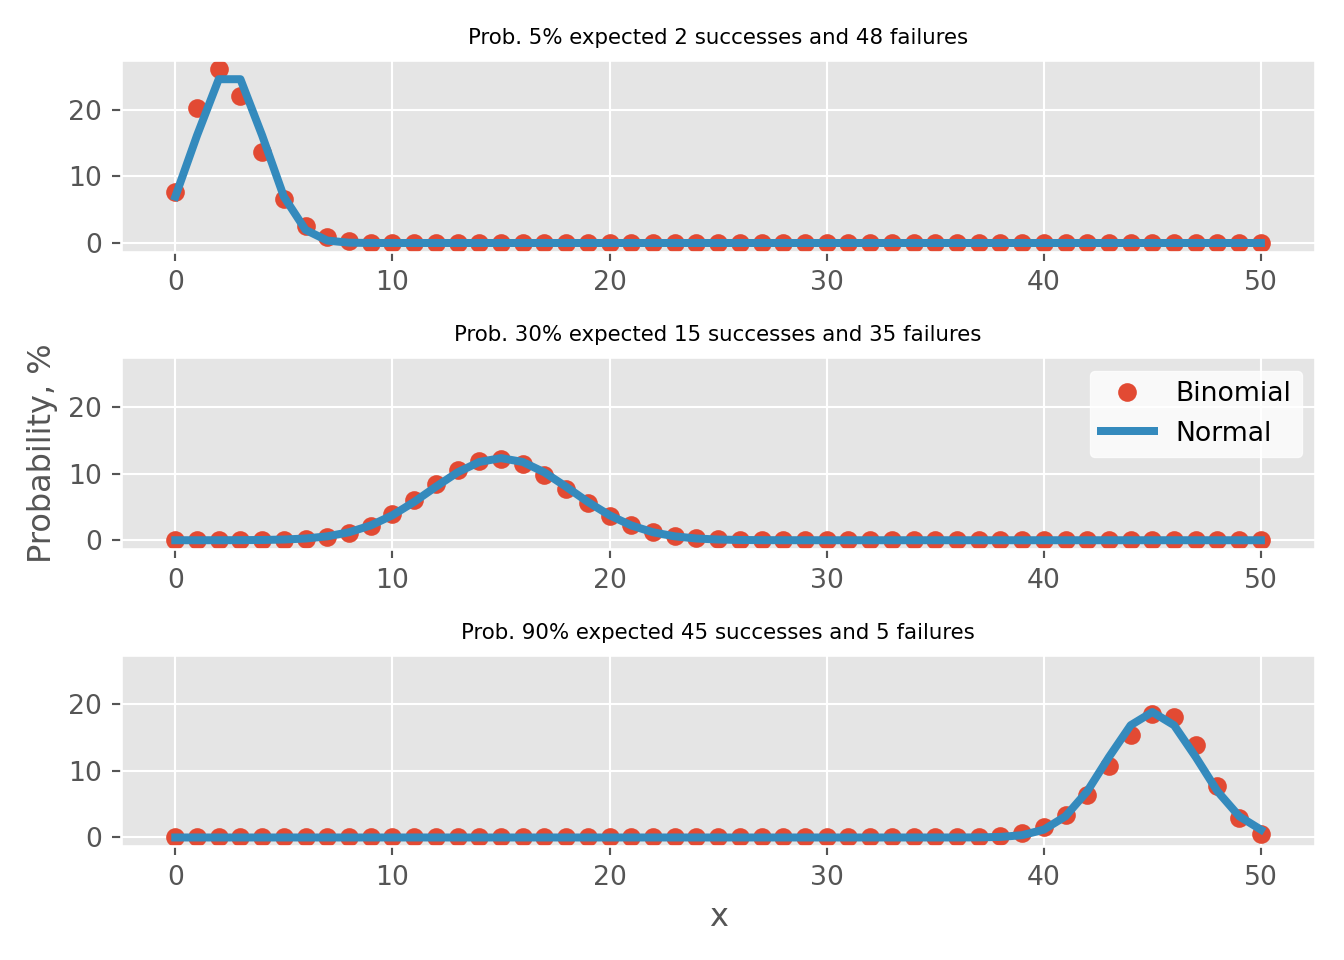 Prob. 5% expected 2 successes and 48 failures
20
10
0
0 10 20 30 40 50
Prob. 30% expected 15 successes and 35 failures
Probability, %
20
10
0
Binomial
Normal
0 10 20 30 40 50
Prob. 90% expected 45 successes and 5 failures
20
10
0
0 10 20 30 40 50
x